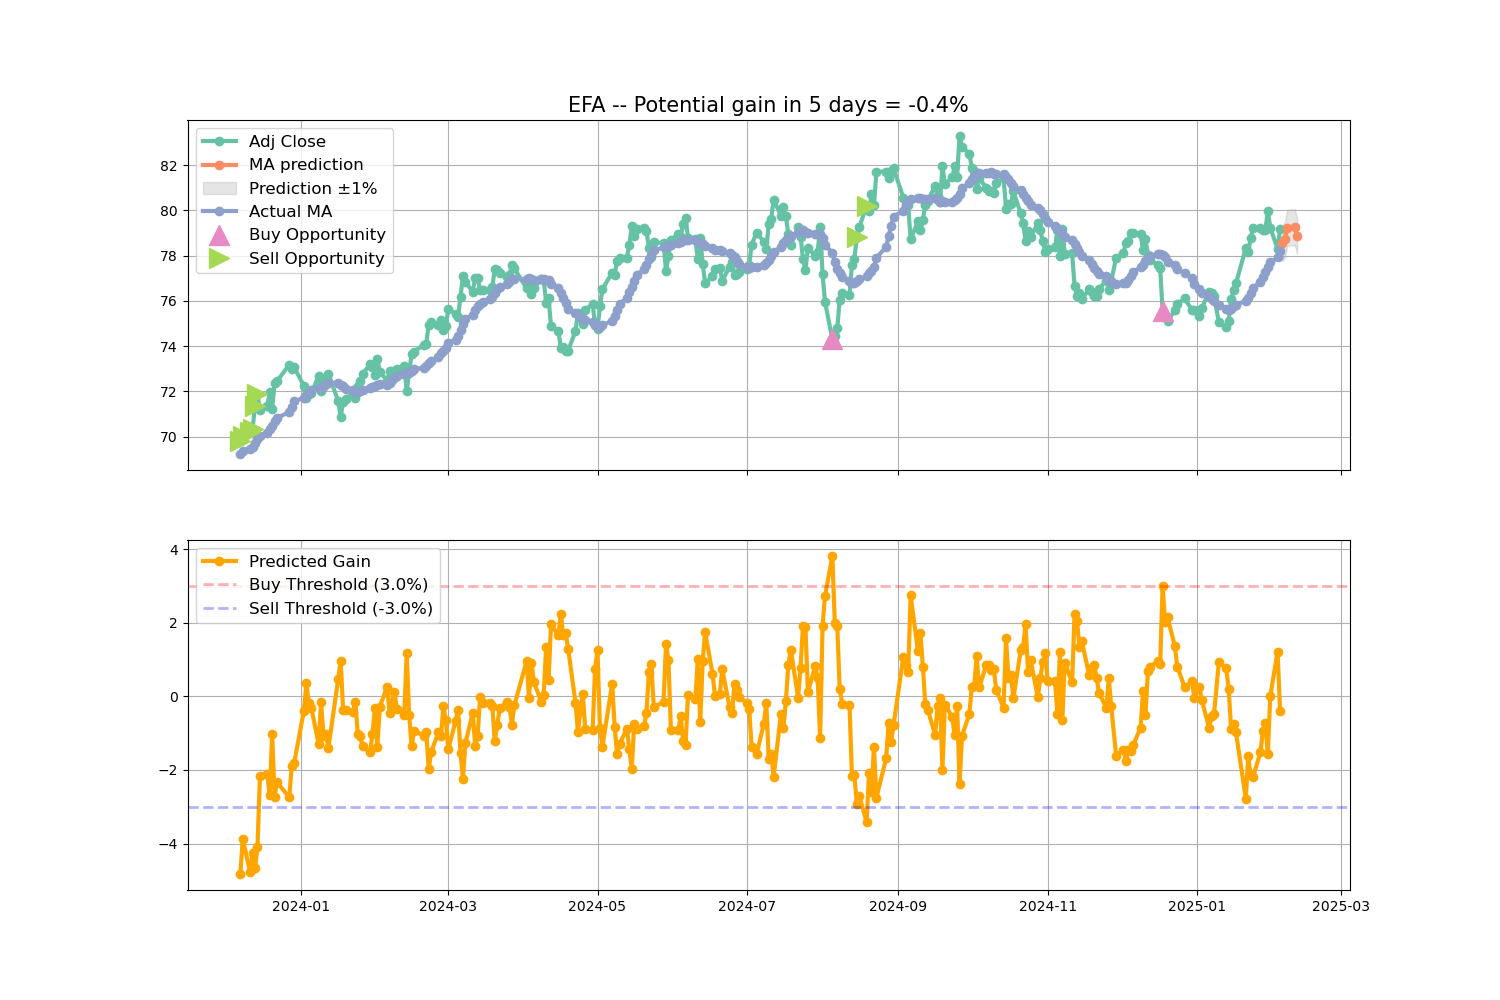 EFA -- Potential gain in 5 days = -0.4%
Adj Close
MA prediction
Prediction ±1%
Actual MA
Buy Opportunity
Sell Opportunity
82
80
78
76
74
72
70
Predicted Gain
Buy Threshold (3.0%)
Sell Threshold (-3.0%)
4
2
0
−2
−4
2024-01 2024-03 2024-05 2024-07 2024-09 2024-11 2025-01 2025-03